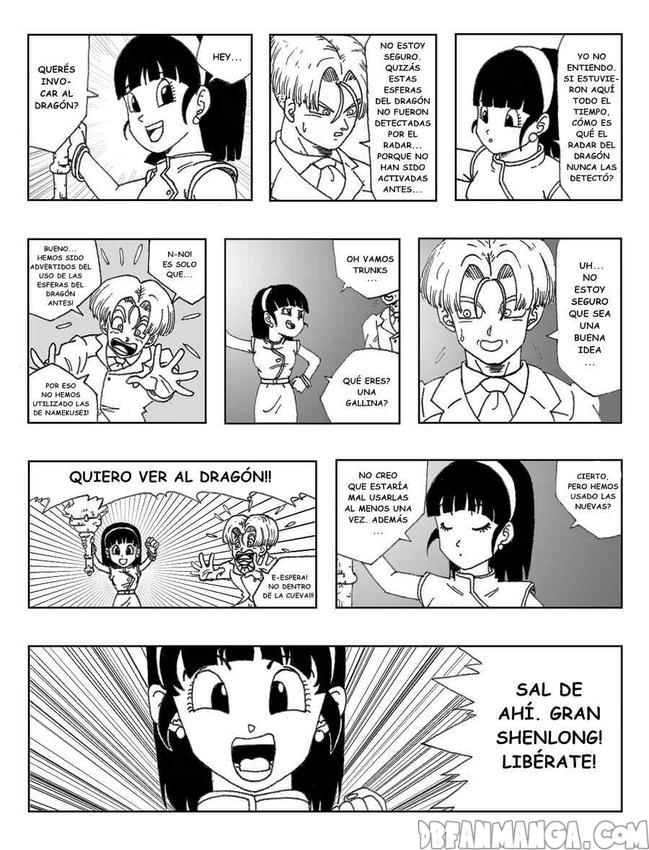 YO NO
ENTIENDO.
SI ESTUVIE-
RON AQUÍ
TODO EL
TIEMPO,
CÓMO ES
QUÉ EL
RADAR DEL
DRAGÓN
NUNCA LAS
DETECTÓ?
NO ESTOY
SEGURO.
QUIZÁS
ESTAS
ESFERAS
DEL DRAGÓN
NO FUERON
DETECTADAS
POR EL
RADAR...
PORQUE NO
HAN SIDO
ACTIVADAS
ANTES...
HEY...
QUERÉS
INVO-
CAR AL
DRAGÓN?
UH...
NO
ESTOY
SEGURO
QUE SEA
UNA
BUENA
IDEA
...
OH VAMOS
TRUNKS
...
QUÉ ERES?
UNA
GALLINA?
N-NO!
ES SOLO
QUE...
BUENO...
HEMOS SIDO
ADVERTIDOS DEL
USO DE LAS
ESFERAS DEL
DRAGÓN
ANTES!
POR ESO
NO HEMOS
UTILIZADO LAS
DE NAMEKUSEI!
CIERTO,
PERO HEMOS
USADO LAS
NUEVAS?
NO CREO
QUE ESTARÍA
MAL USARLAS
AL MENOS UNA
VEZ. ADEMÁS
...
QUIERO VER AL DRAGÓN!!
E-ESPERA!
NO DENTRO
DE LA CUEVA!!!
SAL DE
AHÍ. GRAN
SHENLONG!
LIBÉRATE!
DBFANMANGA.COM